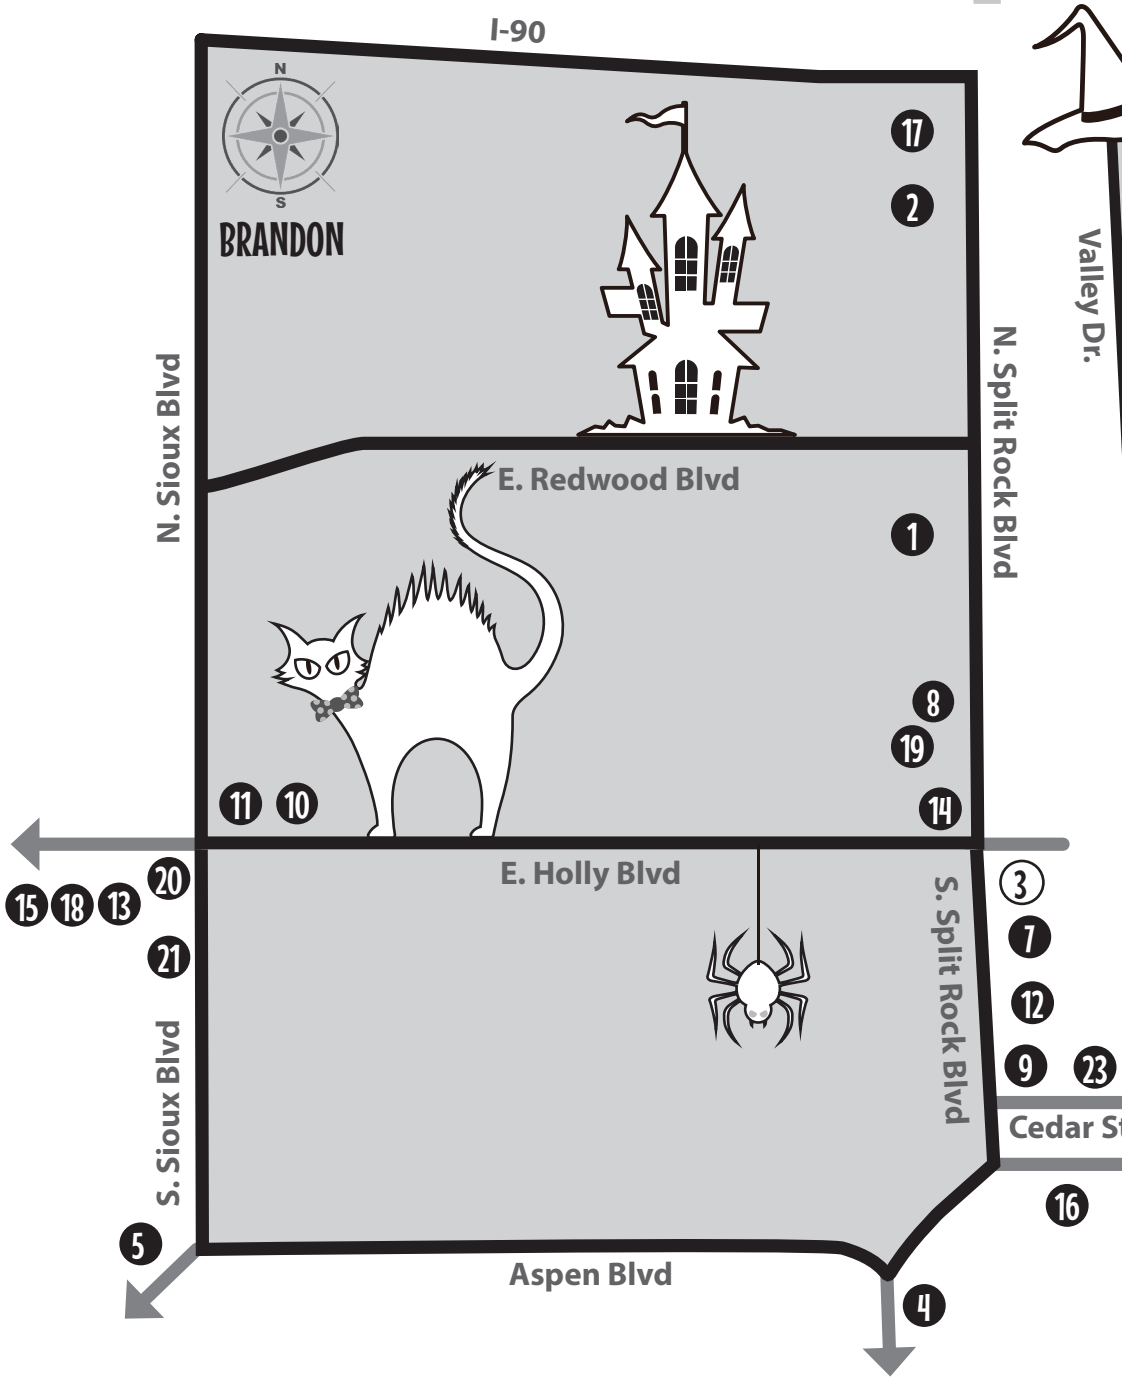 I-90
N
S
BRANDON
17
2
Valley Dr.
N. Sioux Blvd
N. Split Rock Blvd
E. Redwood Blvd
1
8
19
11 10
14
E. Holly Blvd
20
15 18 13
21
3
7
12
9 23
S. Split Rock Blvd
S. Sioux Blvd
Cedar St
16
5
Aspen Blvd
4